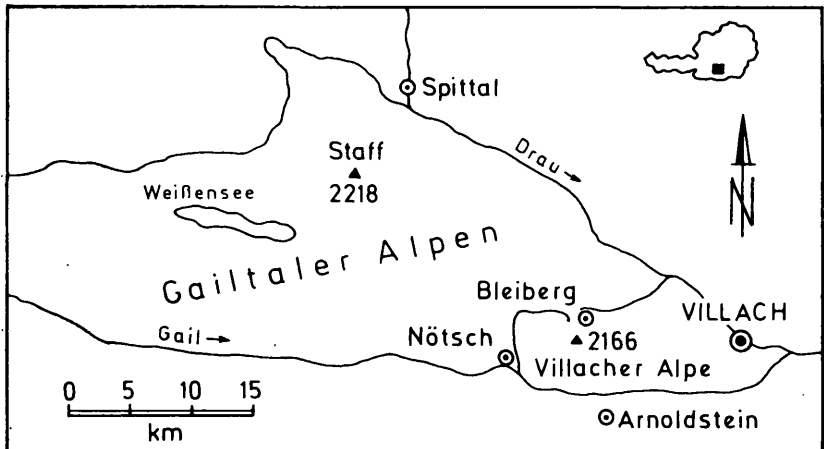 Spittal
Staff
2218
Drau →
N
Weißensee
Gailtaler Alpen
Bleiberg
VILLACH
Gail →
Nötsch
2166
Villacher Alpe
0 5 10 15
km
Arnoldstein